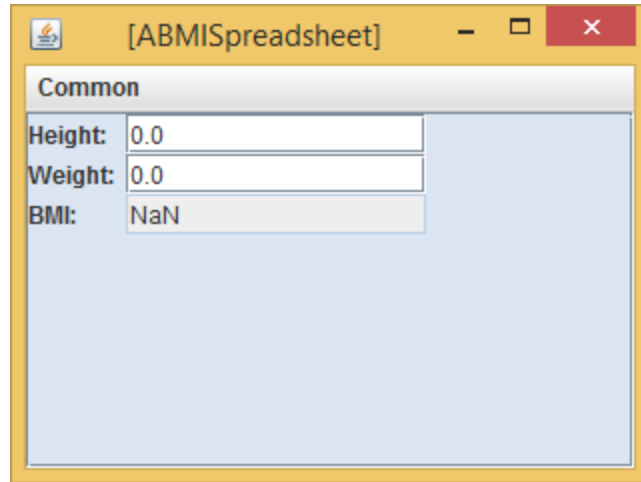 [ABMISpreadsheet]
Common
Height: 0.0
Weight: 0.0
BMI: NaN